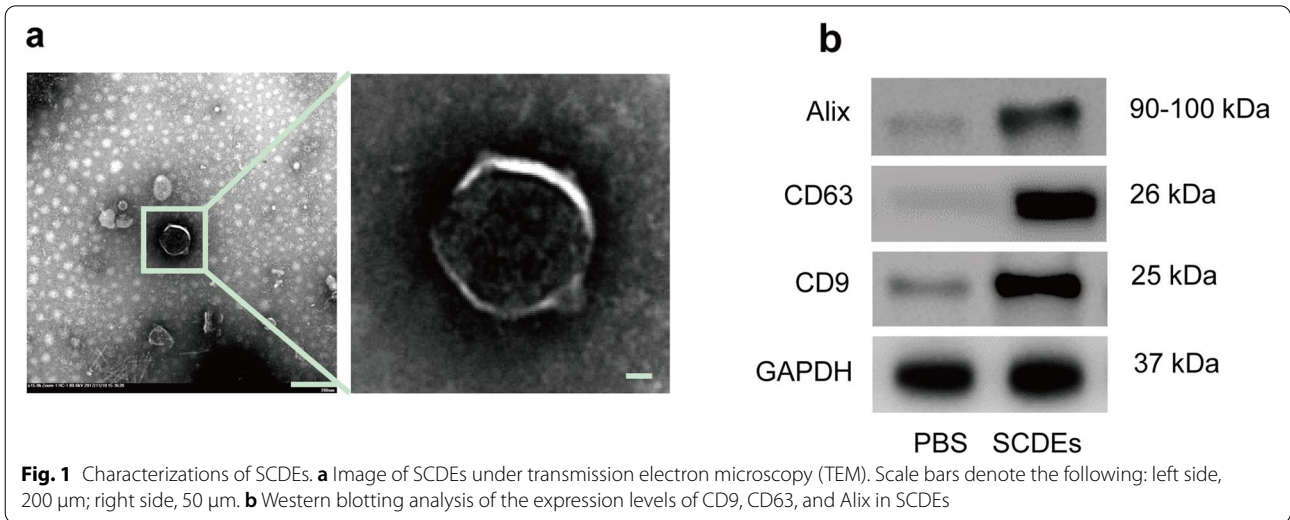 a
b
Alix
90-100 kDa
CD63
26 kDa
CD9
25 kDa
GAPDH
37 kDa
PBS SCDEs
200nm
Fig. 1 Characterizations of SCDEs. a Image of SCDEs under transmission electron microscopy (TEM). Scale bars denote the following: left side,
200 μm; right side, 50 μm. b Western blotting analysis of the expression levels of CD9, CD63, and Alix in SCDEs